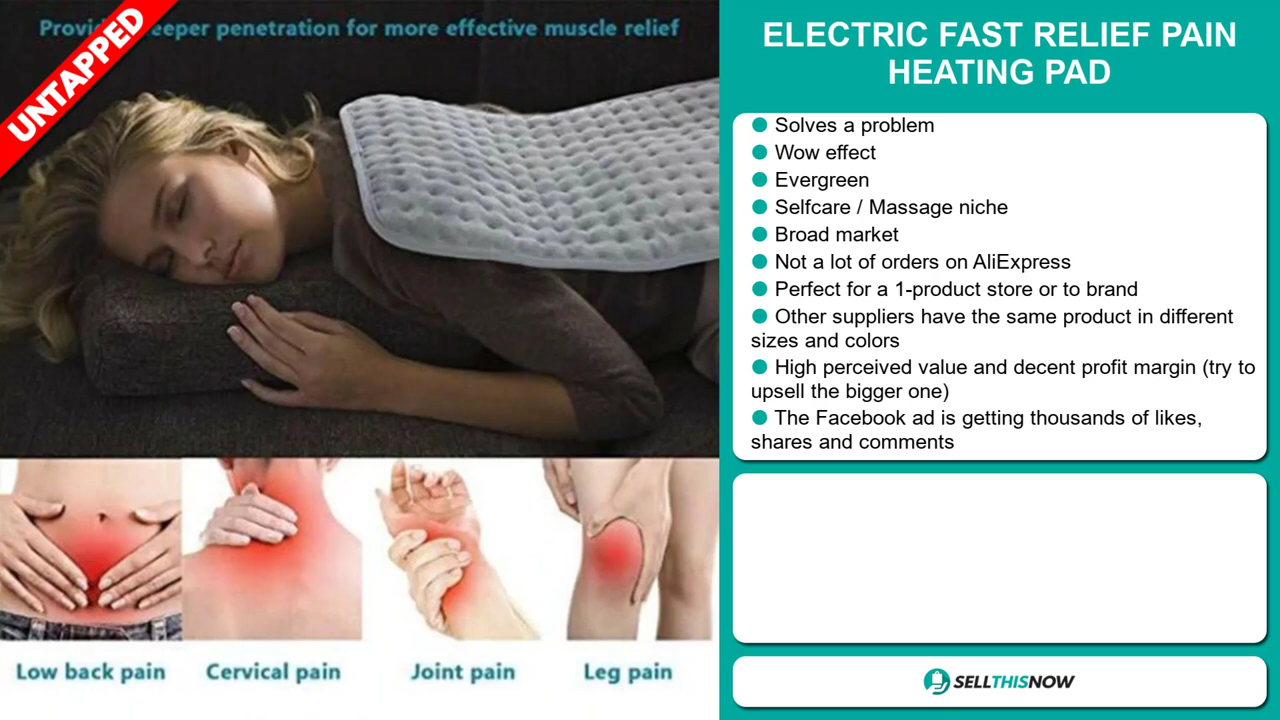 UNTAPPED
deeper penetration for more effective muscle relief
Low back pain
Cervical pain
Joint pain
Leg pain
ELECTRIC FAST RELIEF PAIN
HEATING PAD
● Solves a problem
● Wow effect
● Evergreen
● Selfcare / Massage niche
● Broad market
● Not a lot of orders on AliExpress
● Perfect for a 1-product store or to brand
● Other suppliers have the same product in different
sizes and colors
● High perceived value and decent profit margin (try to
upsell the bigger one)
● The Facebook ad is getting thousands of likes,
shares and comments
SELLTHISNOW